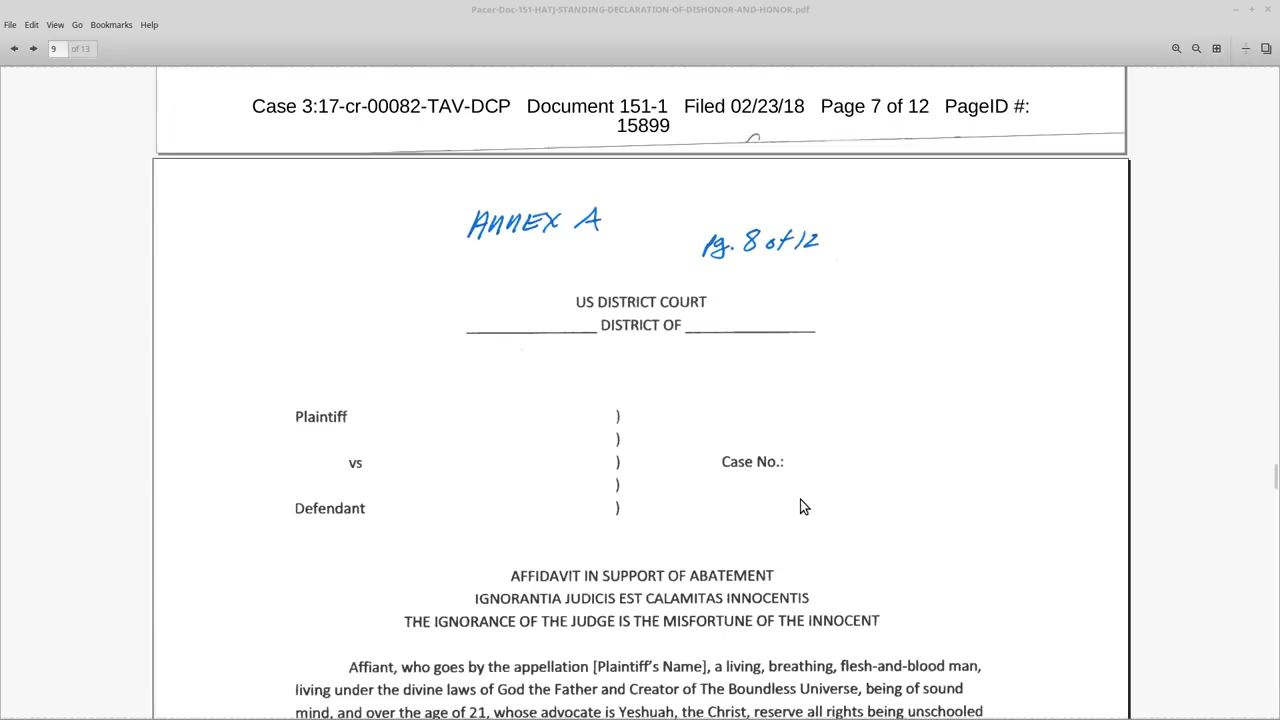 Pacer-Doc-151-HATJ-STANDING-DECLARATION-OF-DISHONOR-AND-HONOR.pdf
File Edit View Go Bookmarks Help
9 of 13
Case 3:17-cr-00082-TAV-DCP Document 151-1 Filed 02/23/18 Page 7 of 12 PageID #:
15899
ANNEX A
pg. 8 of 12
US DISTRICT COURT
____________ DISTRICT OF ____________
Plaintiff )
)
vs ) Case No.:
)
Defendant )
AFFIDAVIT IN SUPPORT OF ABATEMENT
IGNORANTIA JUDICIS EST CALAMITAS INNOCENTIS
THE IGNORANCE OF THE JUDGE IS THE MISFORTUNE OF THE INNOCENT
Affiant, who goes by the appellation [Plaintiff's Name], a living, breathing, flesh-and-blood man,
living under the divine laws of God the Father and Creator of The Boundless Universe, being of sound
mind, and over the age of 21, whose advocate is Yeshuah, the Christ, reserve all rights being unschooled